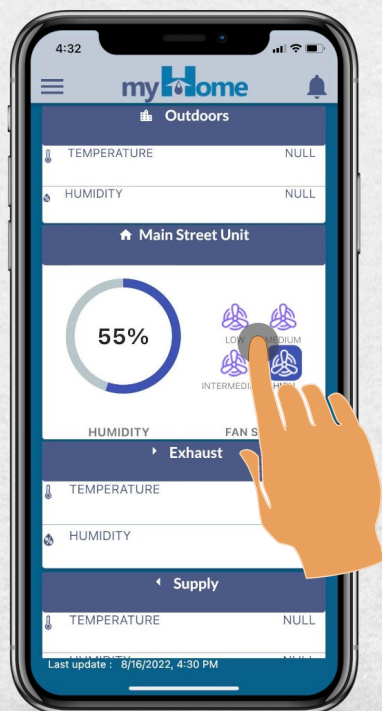 4:32
myHome
Outdoors
TEMPERATURE NULL
HUMIDITY NULL
Main Street Unit
55%
LOW MEDIUM
HIGH
HUMIDITY FAN
Exhaust
TEMPERATURE
HUMIDITY
Supply
TEMPERATURE NULL
Last update : 8/16/2022, 4:30 PM